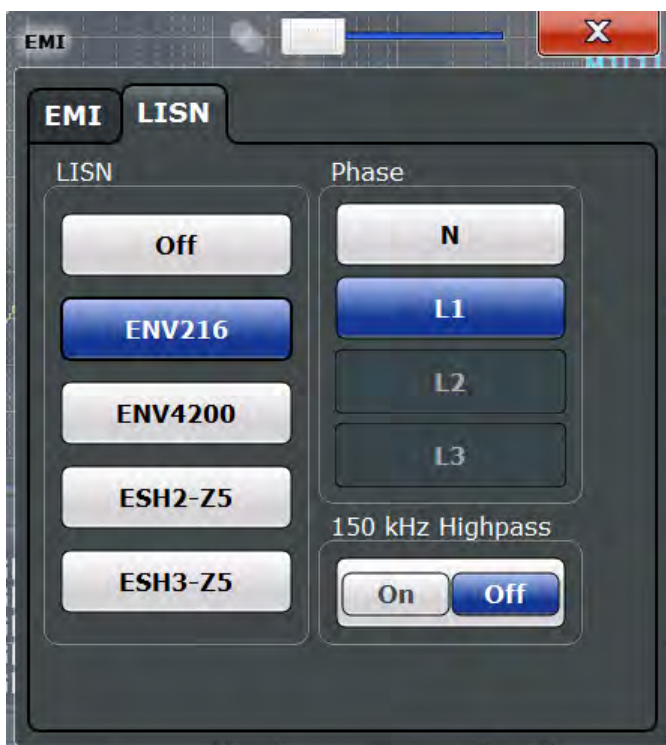 EMI
EMI LISN
LISN
Off
ENV216
ENV4200
ESH2-Z5
ESH3-Z5
Phase
N
L1
L2
L3
150 kHz Highpass
On Off